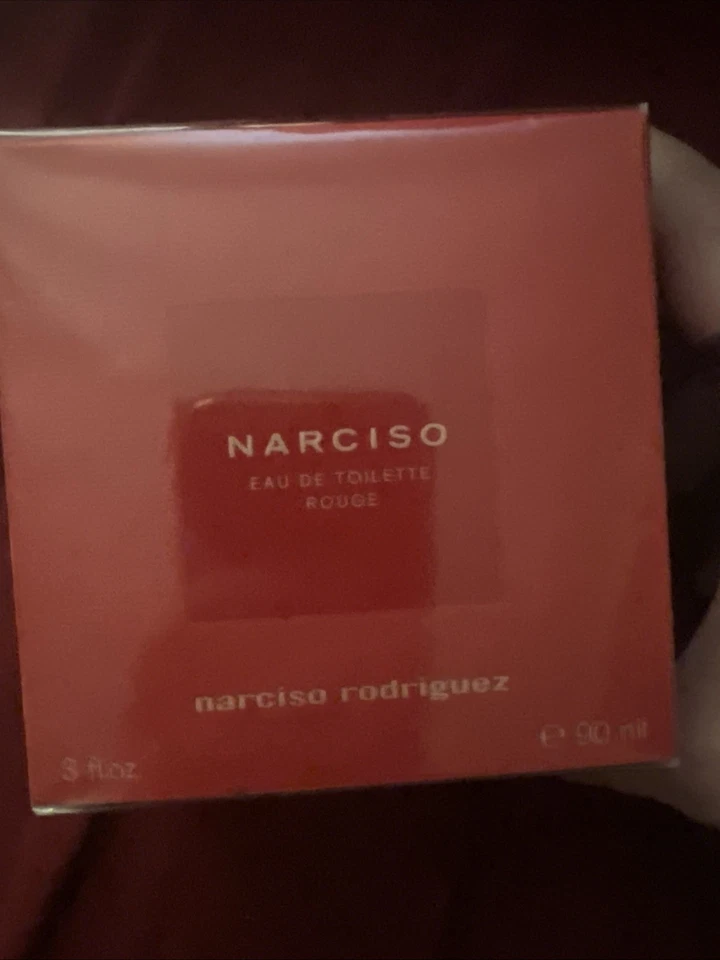 NARCISO
EAU DE TOILETTE
ROUGE
narciso rodriguez
3 fl.oz
e 90 ml